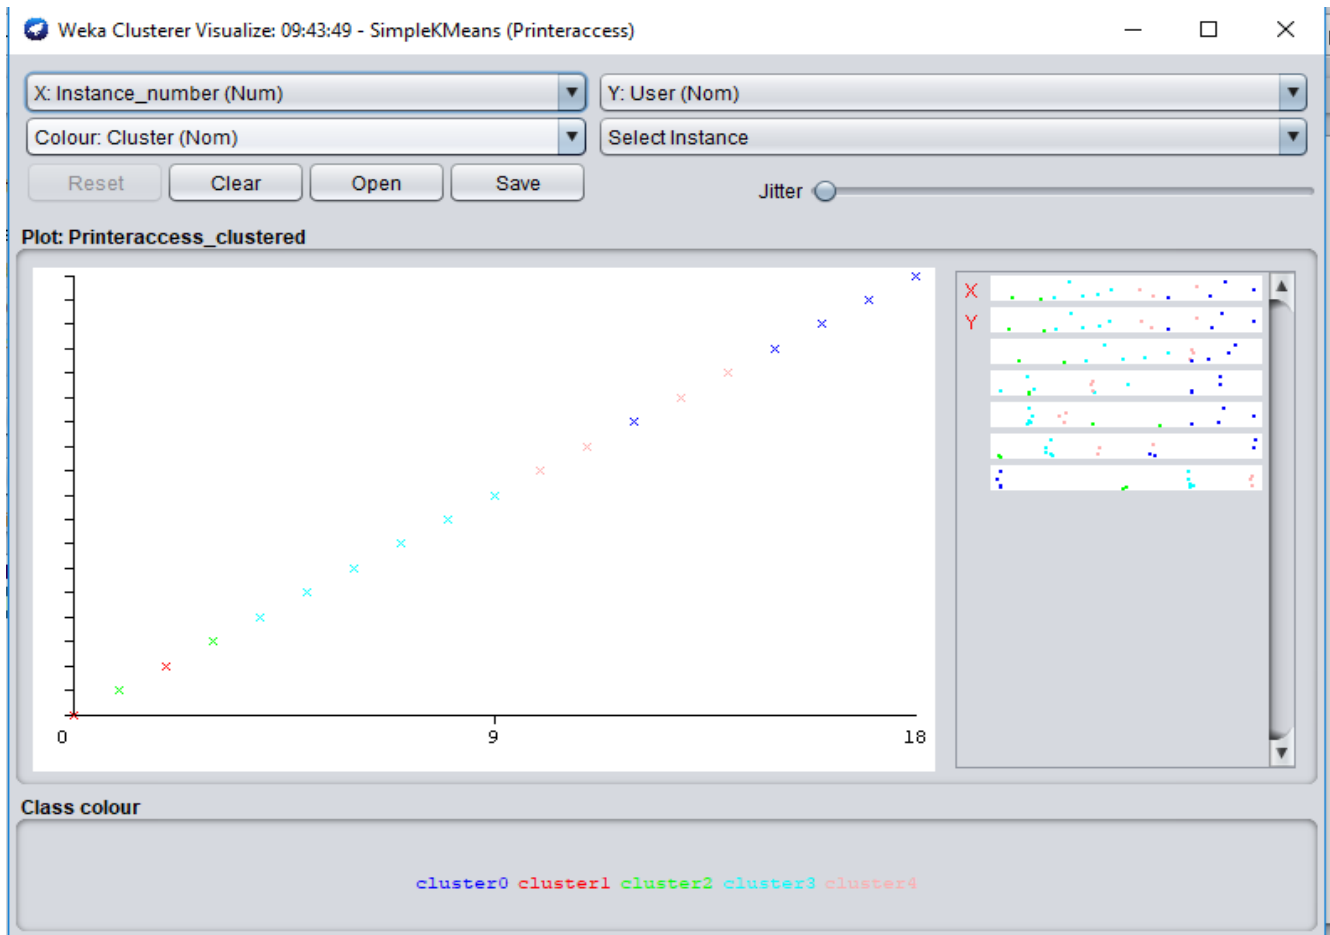 Weka Clusterer Visualize: 09:43:49 - SimpleKMeans (Printeraccess)
X: Instance_number (Num)
Y: User (Nom)
Colour: Cluster (Nom)
Select Instance
Reset
Clear
Open
Save
Jitter
Plot: Printeraccess_clustered
X
Y
0
9
18
Class colour
cluster0 cluster1 cluster2 cluster3 cluster4